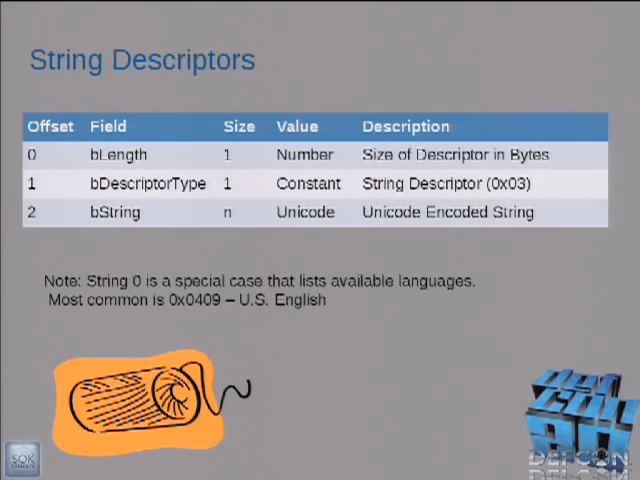 String Descriptors
Offset Field Size Value Description
0 bLength 1 Number Size of Descriptor in Bytes
1 bDescriptorType 1 Constant String Descriptor (0x03)
2 bString n Unicode Unicode Encoded String
Note: String 0 is a special case that lists available languages.
Most common is 0x0409 – U.S. English
DEFCON